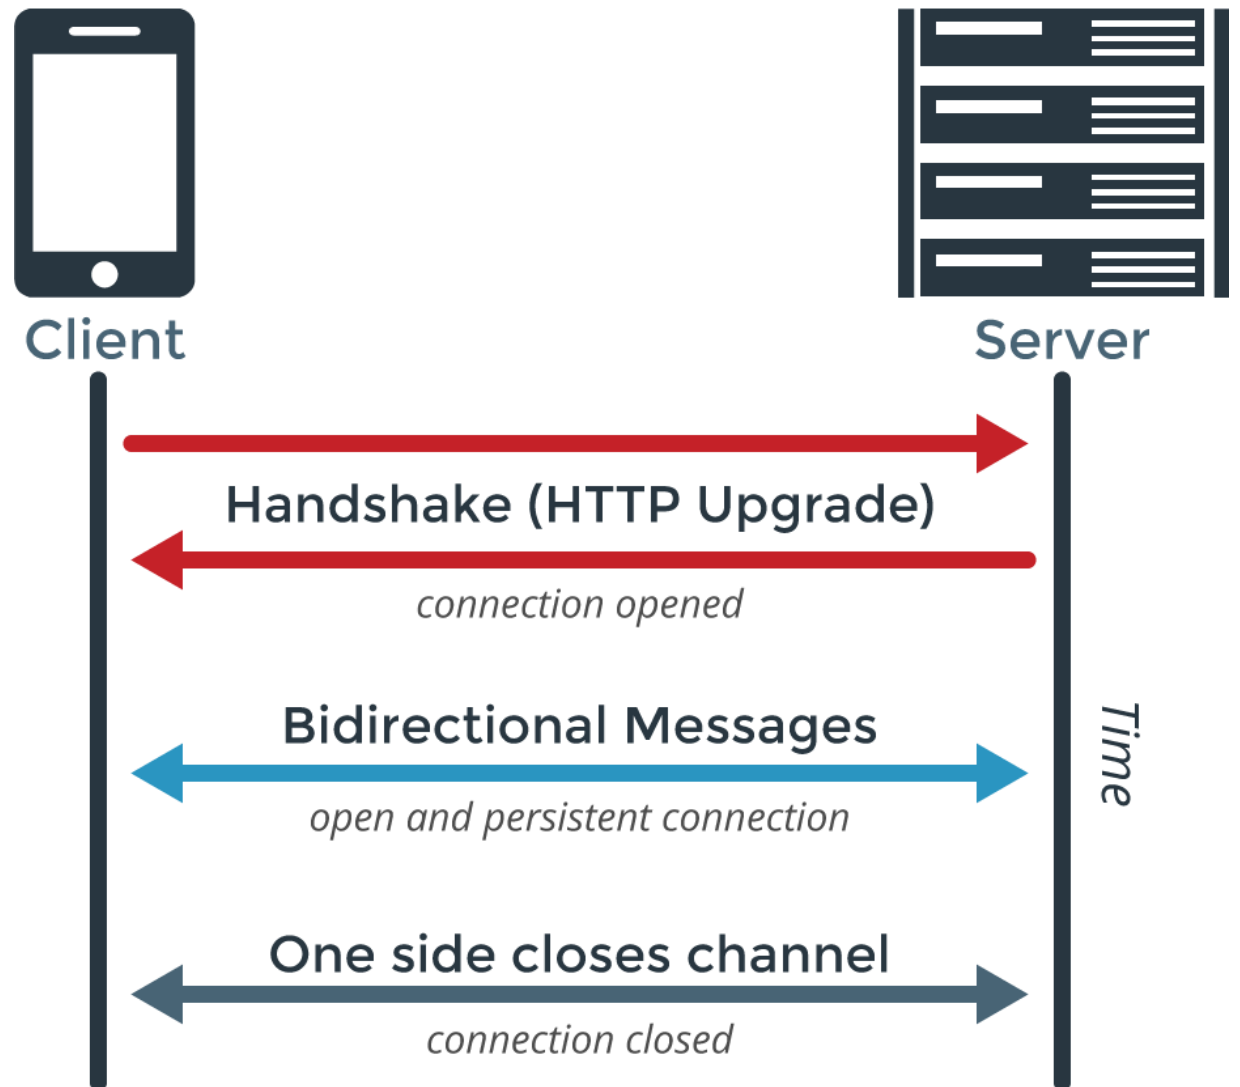 Client
Server
Handshake (HTTP Upgrade)
connection opened
Bidirectional Messages
Time
open and persistent connection
One side closes channel
connection closed